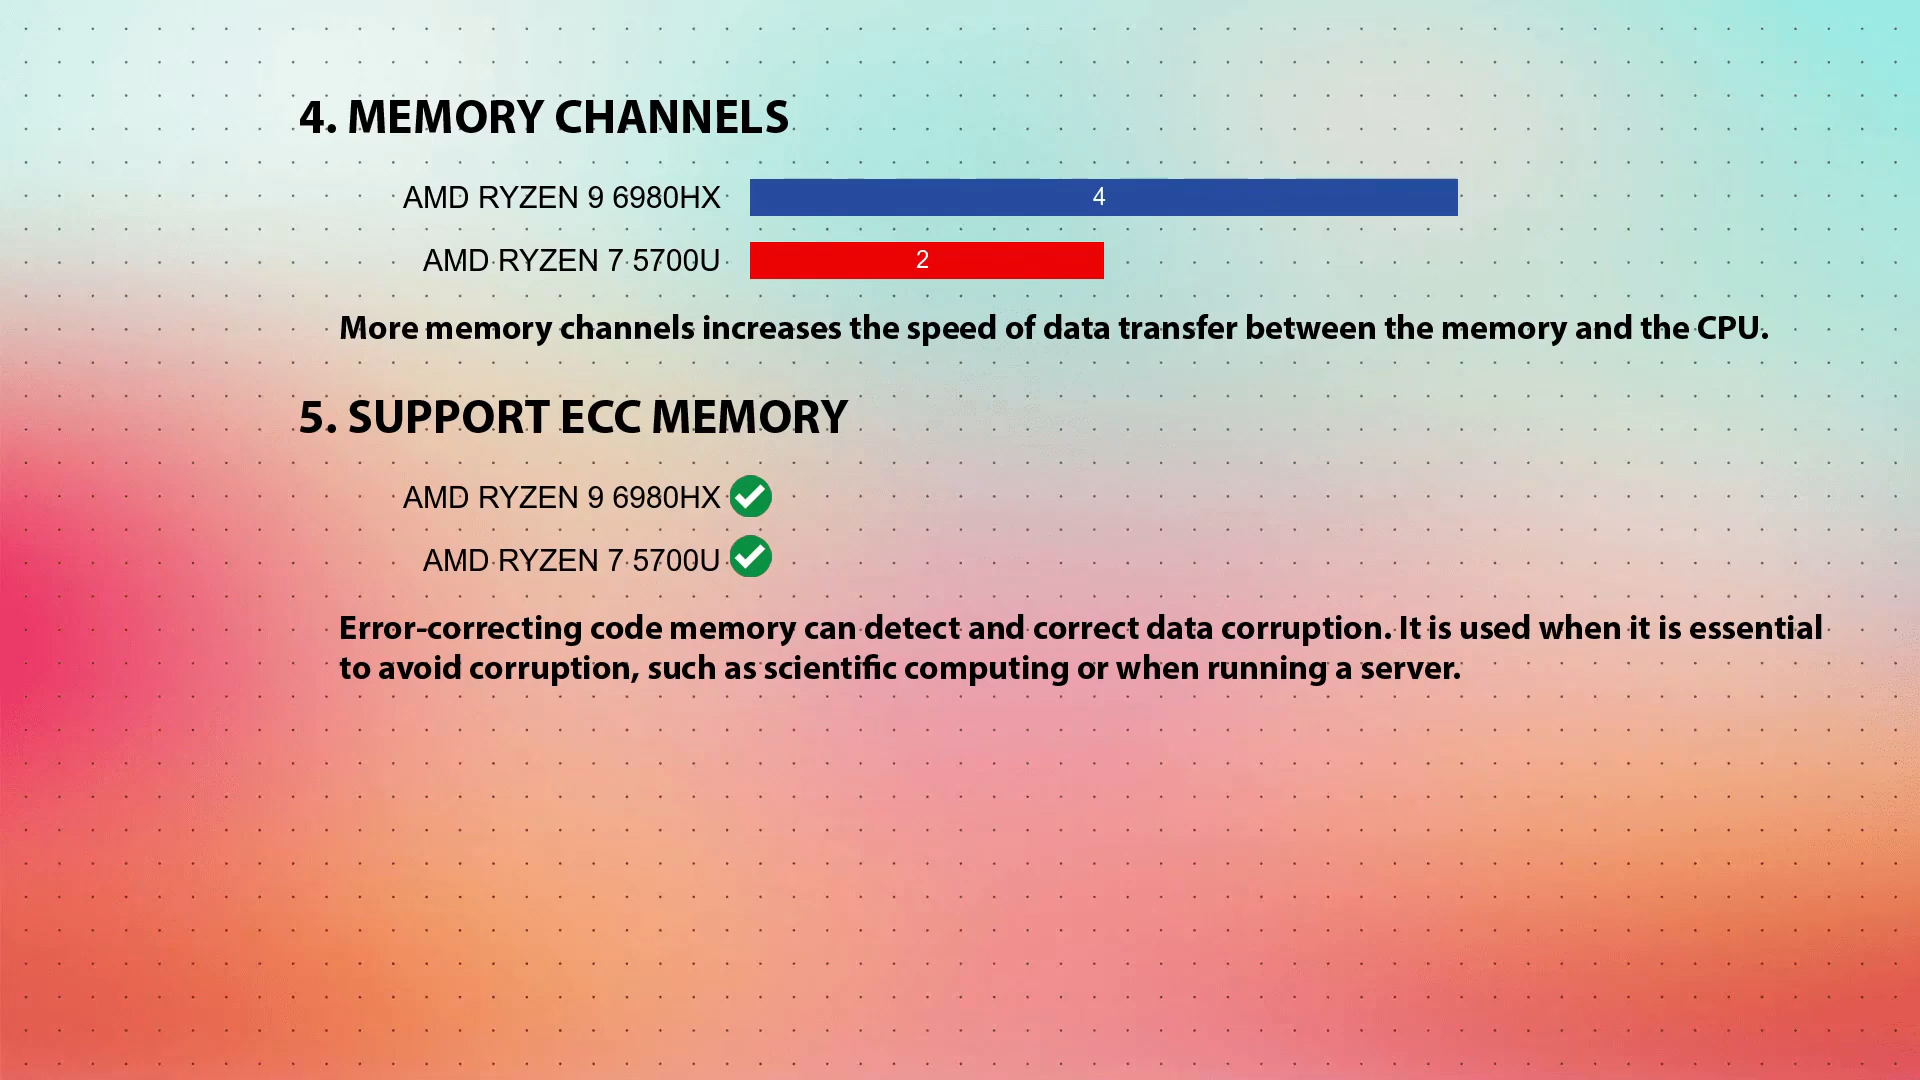 4. MEMORY CHANNELS
AMD RYZEN 9 6980HX
4
AMD RYZEN 7 5700U
2
More memory channels increases the speed of data transfer between the memory and the CPU.
5. SUPPORT ECC MEMORY
AMD RYZEN 9 6980HX
AMD RYZEN 7 5700U
Error-correcting code memory can detect and correct data corruption. It is used when it is essential
to avoid corruption, such as scientific computing or when running a server.